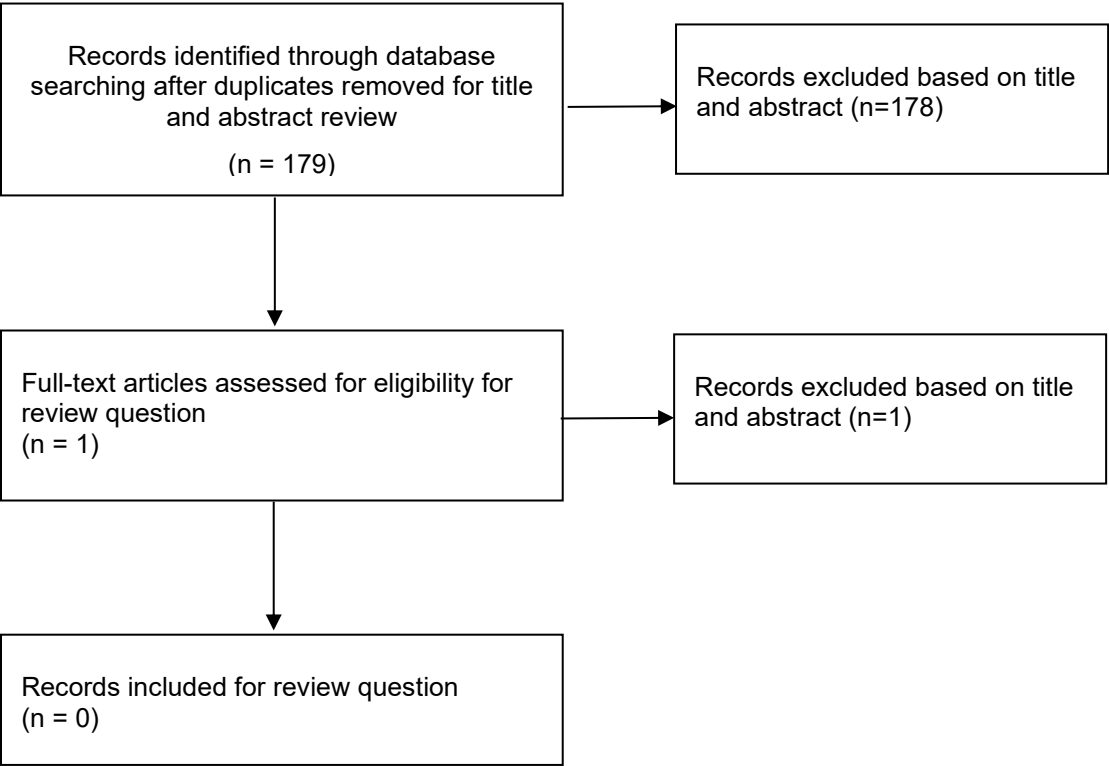 Records identified through database
searching after duplicates removed for title
and abstract review
(n = 179)
Records excluded based on title
and abstract (n=178)
Full-text articles assessed for eligibility for
review question
(n = 1)
Records excluded based on title
and abstract (n=1)
Records included for review question
(n = 0)